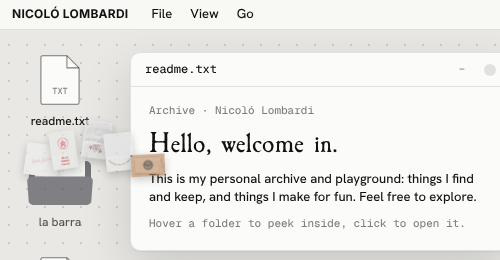 NICOLÓ LOMBARDI File View Go
TXT
readme.txt
la barra
readme.txt
Archive · Nicoló Lombardi
Hello, welcome in.
This is my personal archive and playground: things I find
and keep, and things I make for fun. Feel free to explore.
Hover a folder to peek inside, click to open it.